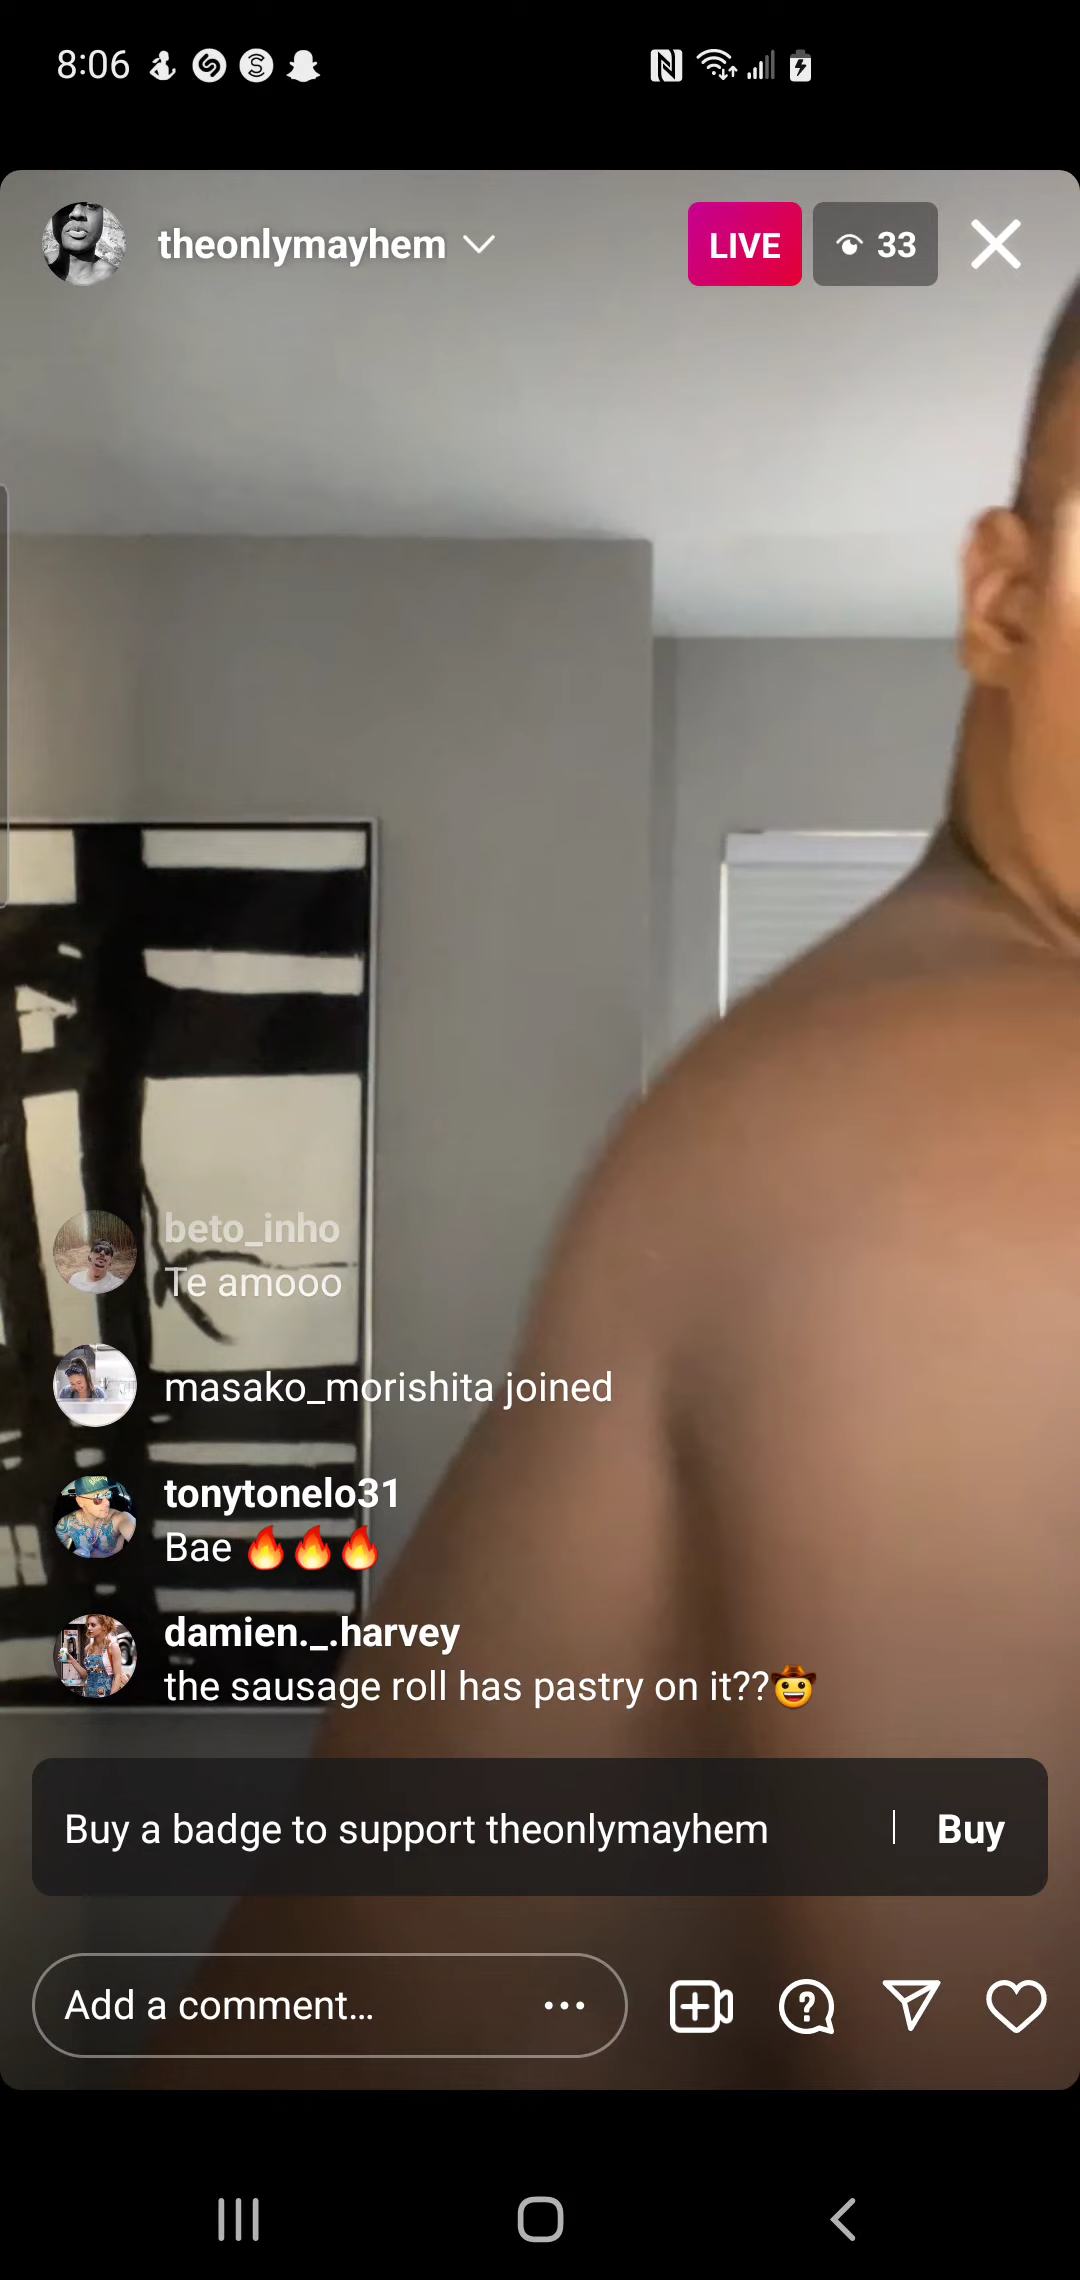 8:06
theonlymayhem
LIVE
33
beto_inho
Te amooo
masako_morishita joined
tonytonelo31
Bae 🔥🔥🔥
damien._.harvey
the sausage roll has pastry on it??🤠
Buy a badge to support theonlymayhem | Buy
Add a comment...